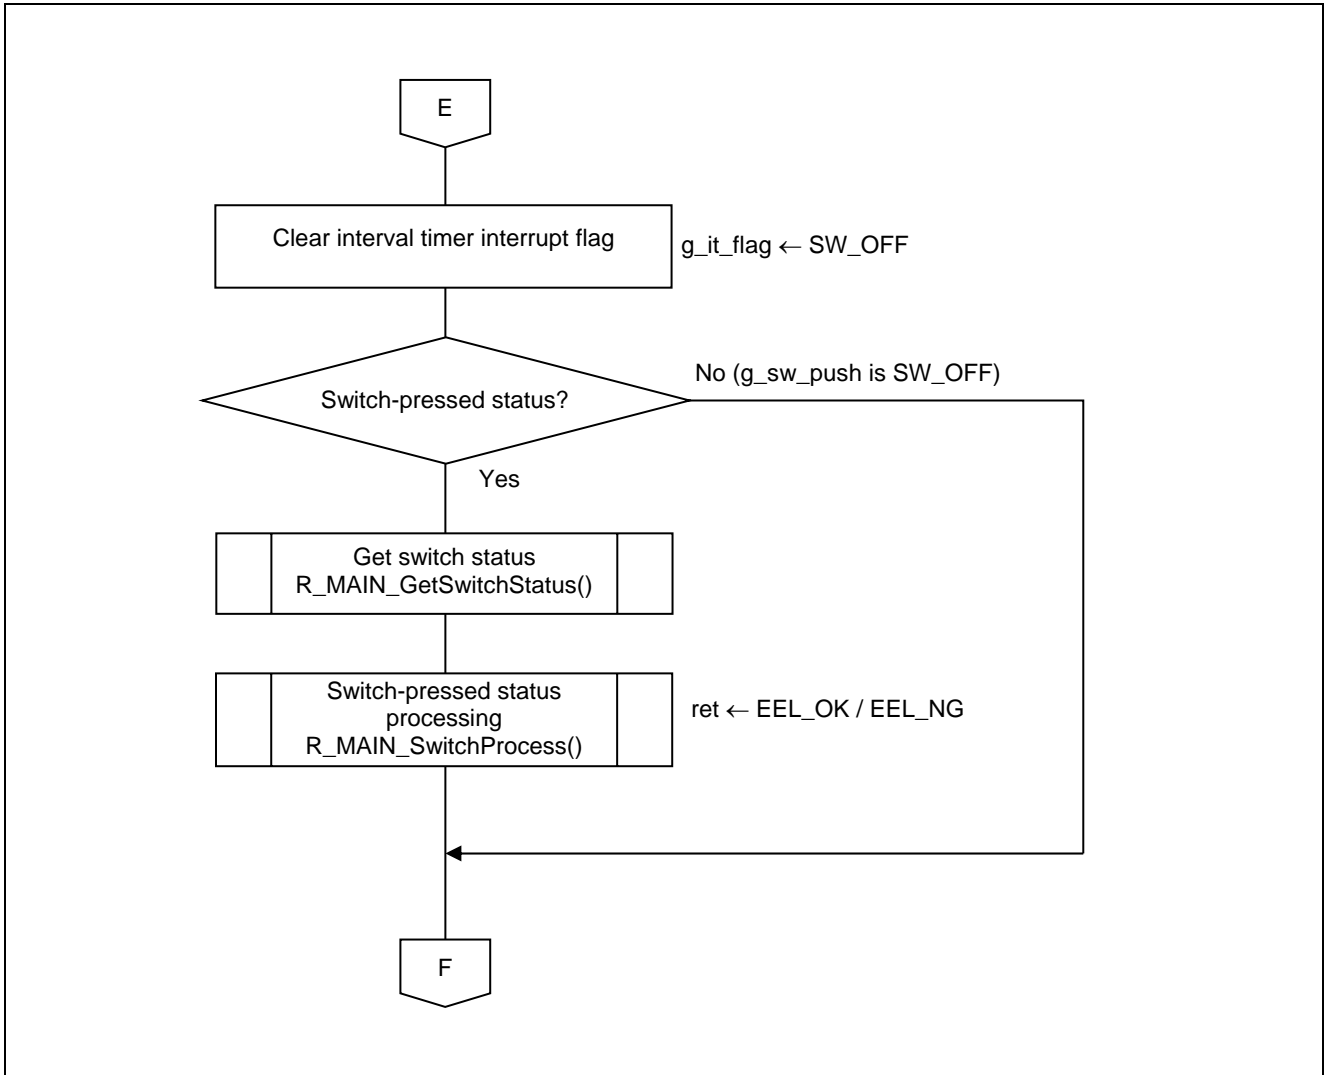 E
Clear interval timer interrupt flag
g_it_flag ← SW_OFF
No (g_sw_push is SW_OFF)
Switch-pressed status?
Yes
Get switch status
R_MAIN_GetSwitchStatus()
Switch-pressed status
processing
R_MAIN_SwitchProcess()
ret ← EEL_OK / EEL_NG
F